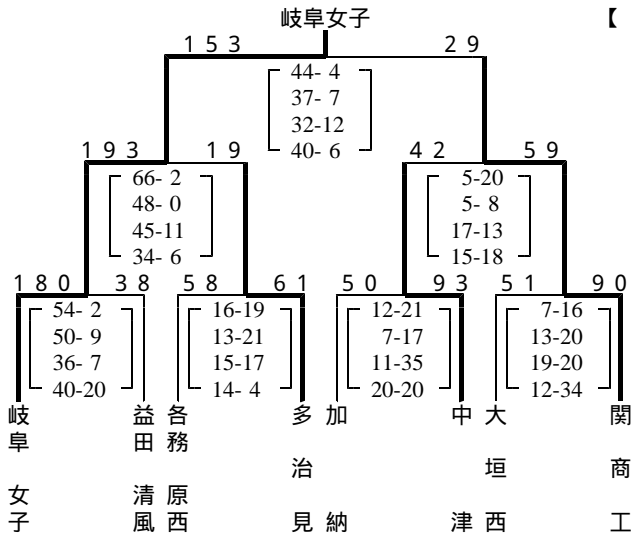 岐阜女子 【
153 29
44- 4
37- 7
32-12
40- 6
193 19 42 59
66- 2 5-20
48- 0 5- 8
45-11 17-13
34- 6 15-18
180 38 58 61 50 93 51 90
54- 2 16-19 12-21 7-16
50- 9 13-21 7-17 13-20
36- 7 15-17 11-35 19-20
40-20 14- 4 20-20 12-34
岐阜女子 益田清風 各務原西 多治見 加納 中津 大垣西 関商工